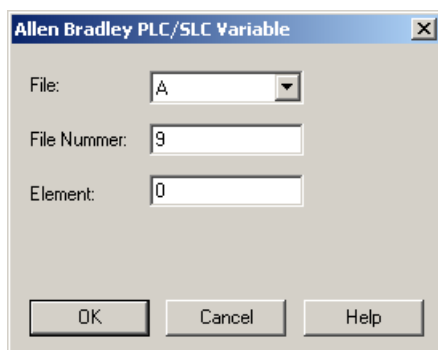 Allen Bradley PLC/SLC Variable
File: A
File Nummer: 9
Element: 0
OK Cancel Help